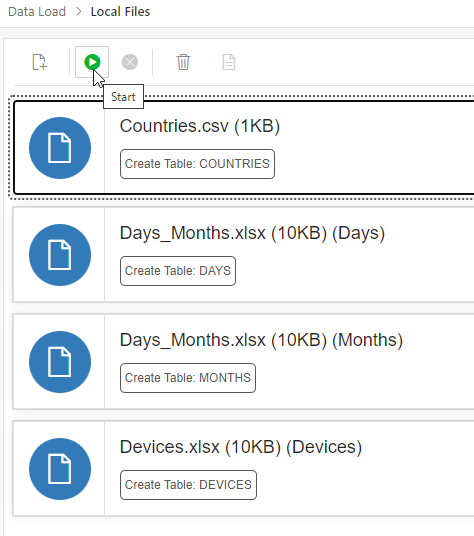 Data Load > Local Files
Start
Countries.csv (1KB)
Create Table: COUNTRIES
Days_Months.xlsx (10KB) (Days)
Create Table: DAYS
Days_Months.xlsx (10KB) (Months)
Create Table: MONTHS
Devices.xlsx (10KB) (Devices)
Create Table: DEVICES